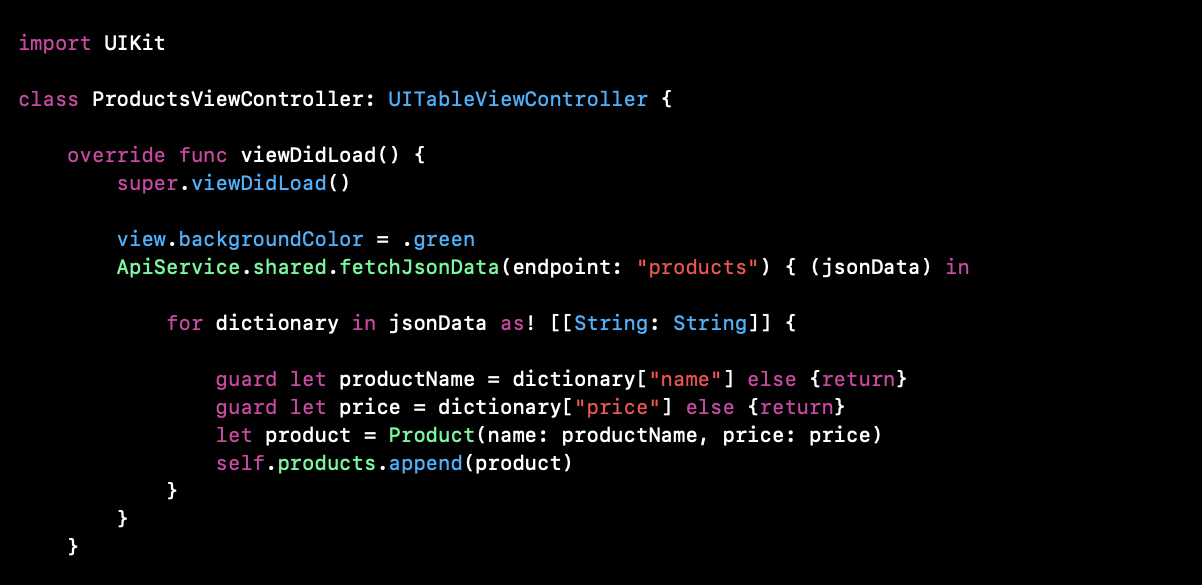 import UIKit
class ProductsViewController: UITableViewController {
override func viewDidLoad() {
super.viewDidLoad()
view.backgroundColor = .green
ApiService.shared.fetchJsonData(endpoint: "products") { (jsonData) in
for dictionary in jsonData as! [[String: String]] {
guard let productName = dictionary["name"] else {return}
guard let price = dictionary["price"] else {return}
let product = Product(name: productName, price: price)
self.products.append(product)
}
}
}